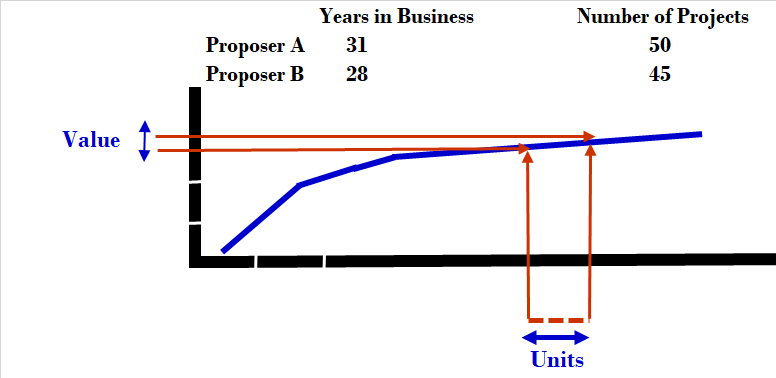 Years in Business Number of Projects
Proposer A 31 50
Proposer B 28 45
Value
Units